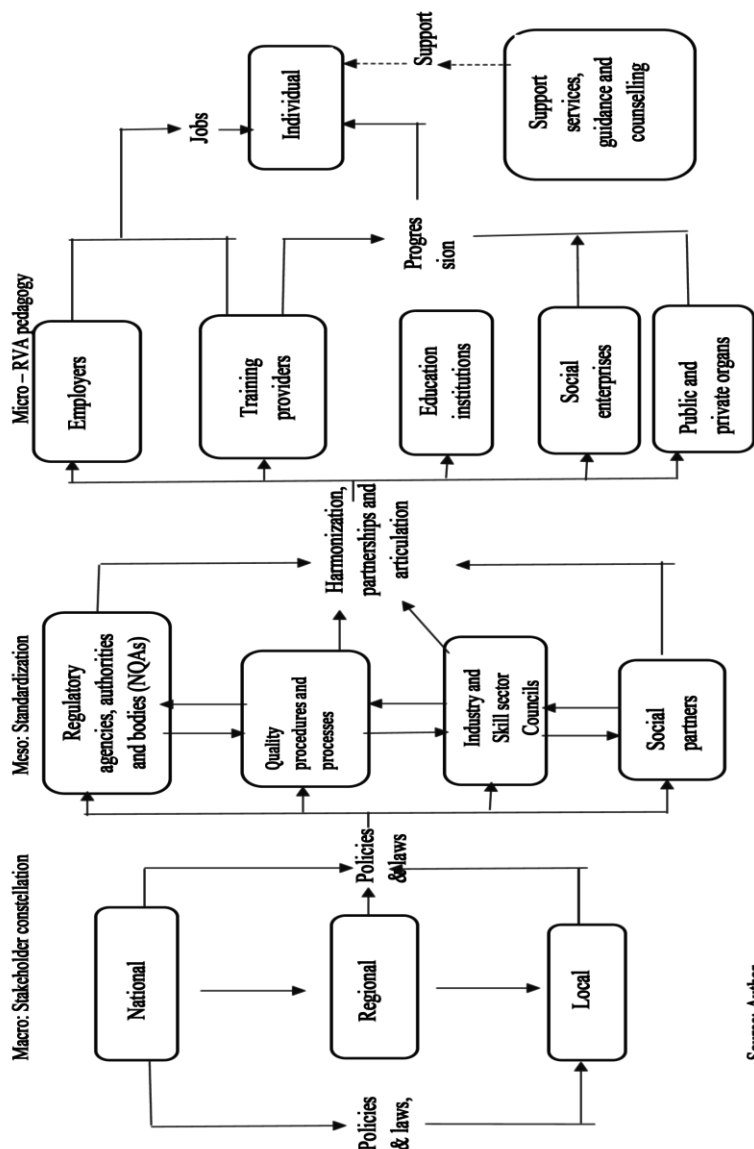 Macro: Stakeholder constellation
Meso: Standardization
Micro – RVA pedagogy
Policies
& laws,
National
Regional
Local
Policies
& laws
Regulatory
agencies, authorities
and bodies (NQAs)
Quality
procedures and
processes
Industry and
Skill sector
Councils
Social
partners
Harmonization,
partnerships and
articulation
Employers
Training
providers
Education
institutions
Social
enterprises
Public and
private organs
Jobs
Progres
sion
Individual
Support
Support
services,
guidance and
counselling
Source: Author